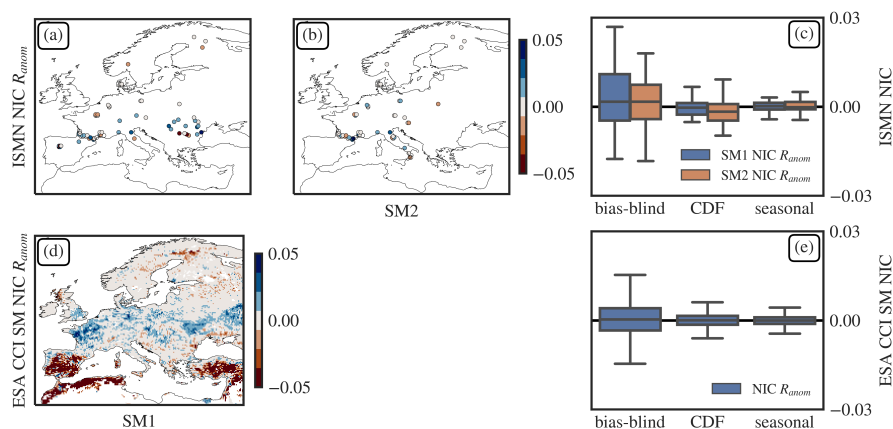 ISMN NIC R_anom
(a)
(b)
0.05
0.00
−0.05
SM2
(c)
0.03
0.00
−0.03
ISMN NIC
SM1 NIC R_anom
SM2 NIC R_anom
bias-blind CDF seasonal
ESA CCI SM NIC R_anom
(d)
0.05
0.00
−0.05
SM1
(e)
0.03
0.00
−0.03
ESA CCI SM NIC
NIC R_anom
bias-blind CDF seasonal